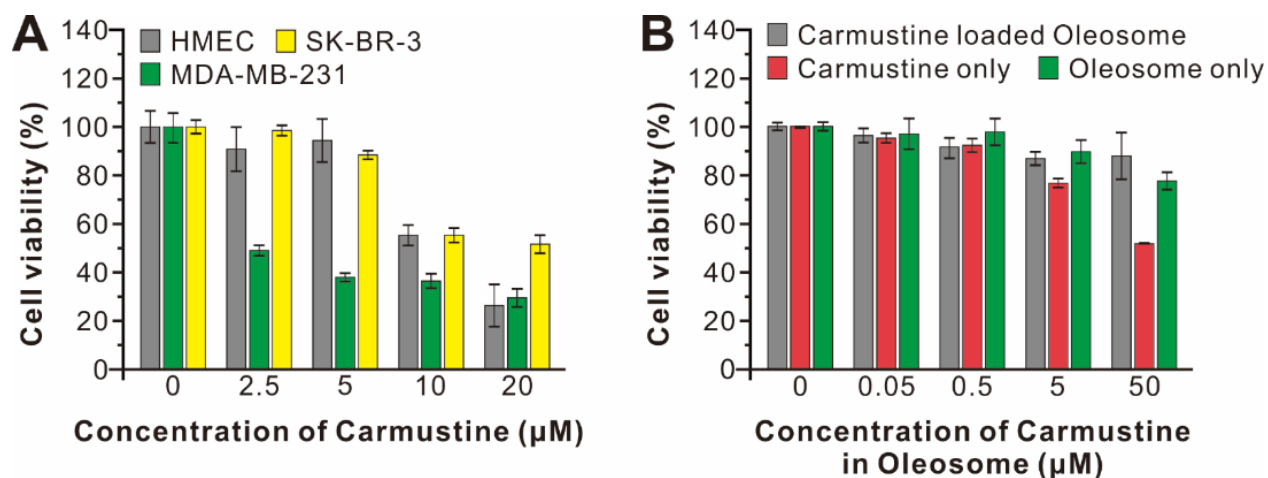 A
HMEC SK-BR-3
MDA-MB-231
140
120
100
80
60
40
20
0
Cell viability (%)
0 2.5 5 10 20
Concentration of Carmustine (μM)
B
Carmustine loaded Oleosome
Carmustine only Oleosome only
140
120
100
80
60
40
20
0
Cell viability (%)
0 0.05 0.5 5 50
Concentration of Carmustine
in Oleosome (μM)